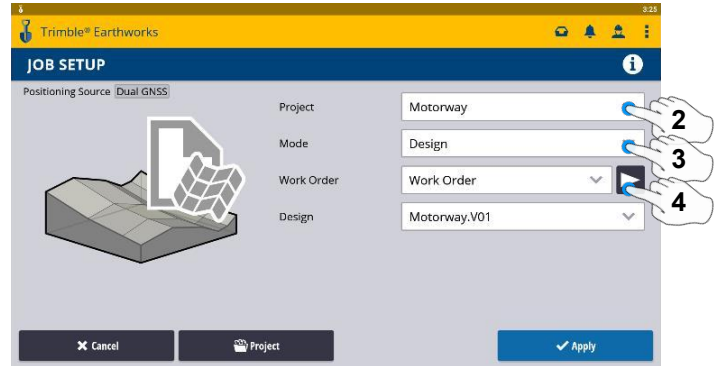 3:25
Trimble® Earthworks
JOB SETUP
Positioning Source Dual GNSS
Project Motorway 2
Mode Design 3
Work Order Work Order 4
Design Motorway.V01
Cancel Project Apply